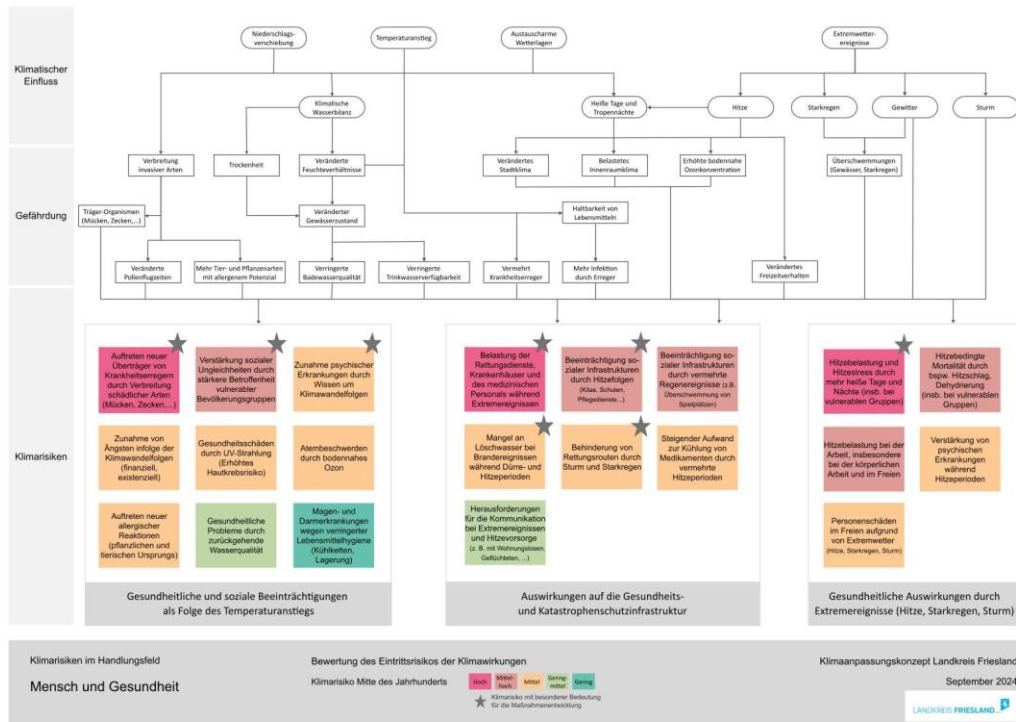 Klimatischer
Einfluss
Niederschlags-
verschiebung
Temperaturanstieg
Austauscharme
Wetterlagen
Extremwetter-
ereignisse
Klimatische
Wasserbilanz
Heiße Tage und
Tropennächte
Hitze
Starkregen
Gewitter
Sturm
Gefährdung
Verbreitung
invasiver Arten
Trockenheit
Veränderte
Feuchteverhältnisse
Verändertes
Stadtklima
Belastetes
Innenraumklima
Erhöhte bodennahe
Ozonkonzentration
Überschwemmungen
(Gewässer, Starkregen)
Träger-Organismen
(Mücken, Zecken,...)
Veränderter
Gewässerzustand
Haltbarkeit von
Lebensmitteln
Veränderte
Pollenflugzeiten
Mehr Tier- und Pflanzenarten
mit allergenem Potenzial
Verringerte
Badewasserqualität
Verringerte
Trinkwasserverfügbarkeit
Vermehrt
Krankheitserreger
Mehr Infektion
durch Erreger
Verändertes
Freizeitverhalten
Klimarisiken
Auftreten neuer
Überträger von
Krankheitserregern
durch Verbreitung
schädlicher Arten
(Mücken, Zecken,...)
Verstärkung sozialer
Ungleichheiten durch
stärkere Betroffenheit
vulnerabler
Bevölkerungsgruppen
Zunahme psychischer
Erkrankungen durch
Wissen um
Klimawandelfolgen
Zunahme von
Ängsten infolge der
Klimawandelfolgen
(finanziell,
existenziell)
Gesundheitsschäden
durch UV-Strahlung
(Erhöhtes
Hautkrebsrisiko)
Atembeschwerden
durch bodennahes
Ozon
Auftreten neuer
allergischer
Reaktionen
(pflanzlichen und
tierischen Ursprungs)
Gesundheitliche
Probleme durch
zurückgehende
Wasserqualität
Magen- und
Darmerkrankungen
wegen verringerter
Lebensmittelhygiene
(Kühlketten,
Lagerung)
Gesundheitliche und soziale Beeinträchtigungen
als Folge des Temperaturanstiegs
Belastung der
Rettungsdienste,
Krankenhäuser und
des medizinischen
Personals während
Extremereignissen
Beeinträchtigung so-
zialer Infrastrukturen
durch Hitzefolgen
(Kitas, Schulen,
Pflegedienste...)
Beeinträchtigung so-
zialer Infrastrukturen
durch vermehrte
Regenereignisse (z.B.
Überschwemmung von
Spielplätzen)
Mangel an
Löschwasser bei
Brandereignissen
während Dürre- und
Hitzeperioden
Behinderung von
Rettungsrouten durch
Sturm und Starkregen
Steigender Aufwand
zur Kühlung von
Medikamenten durch
vermehrte
Hitzeperioden
Herausforderungen
für die Kommunikation
bei Extremereignissen
und Hitzevorsorge
(z. B. mit Wohnungslosen,
Geflüchteten, ...)
Auswirkungen auf die Gesundheits-
und Katastrophenschutzinfrastruktur
Hitzebelastung und
Hitzestress durch
mehr heiße Tage und
Nächte (insb. bei
vulnerablen Gruppen)
Hitzebedingte
Mortalität durch
bspw. Hitzschlag,
Dehydrierung
(insb. bei vulnerablen
Gruppen)
Hitzebelastung bei der
Arbeit, insbesondere
bei der körperlichen
Arbeit und im Freien
Verstärkung von
psychischen
Erkrankungen
während
Hitzeperioden
Personenschäden
im Freien aufgrund
von Extremwetter
(Hitze, Starkregen, Sturm)
Gesundheitliche Auswirkungen durch
Extremereignisse (Hitze, Starkregen, Sturm)
Klimarisiken im Handlungsfeld
Mensch und Gesundheit
Bewertung des Eintrittsrisikos der Klimawirkungen
Klimarisiko Mitte des Jahrhunderts
Hoch
Mittel-
hoch
Mittel
Gering-
mittel
Gering
Klimarisiko mit besonderer Bedeutung
für die Maßnahmenentwicklung
Klimaanpassungskonzept Landkreis Friesland
September 2024
LANDKREIS FRIESLAND